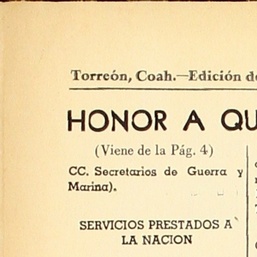 Torreón, Coah.—Edición de
HONOR A QU
(Viene de la Pág. 4)
CC. Secretarios de Guerra y
Marina).
SERVICIOS PRESTADOS A
LA NACION